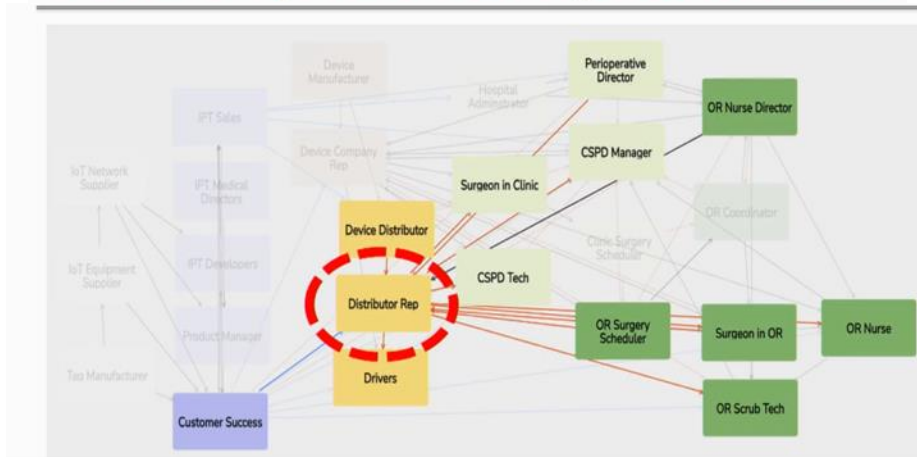 Device
Manufacturer
Perioperative
Director
Hospital
Adminstrator
OR Nurse Director
IPT Sales
Device Company
Rep
CSPD Manager
IoT Network
Supplier
IPT Medical
Directors
Surgeon in Clinic
OR Coordinator
Device Distributor
Clinic Surgery
Scheduler
IPT Developers
IoT Equipment
Supplier
CSPD Tech
Distributor Rep
Product Manager
OR Surgery
Scheduler
Surgeon in OR
OR Nurse
Tag Manufacturer
Drivers
OR Scrub Tech
Customer Success